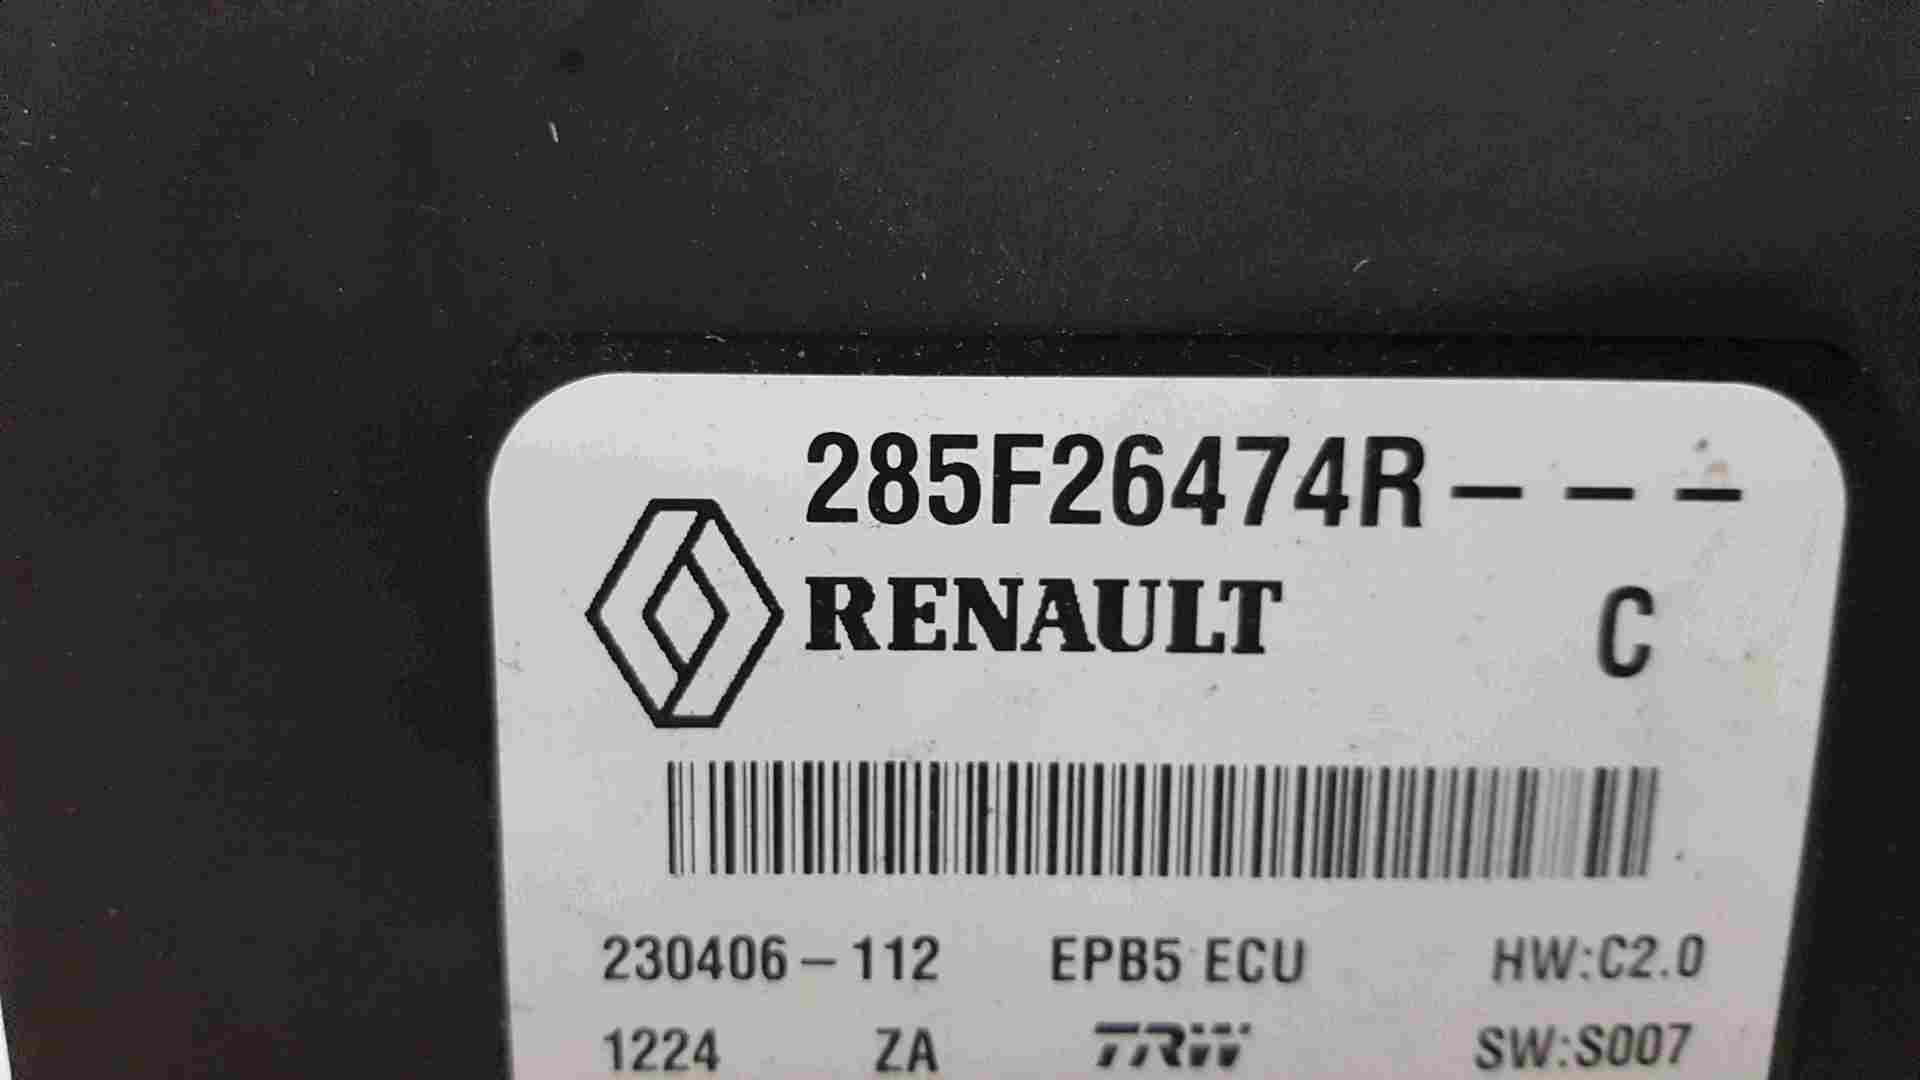 285F26474R---
RENAULT C
230406-112 EPB5 ECU HW:C2.0
1224 ZA TRW SW:S007